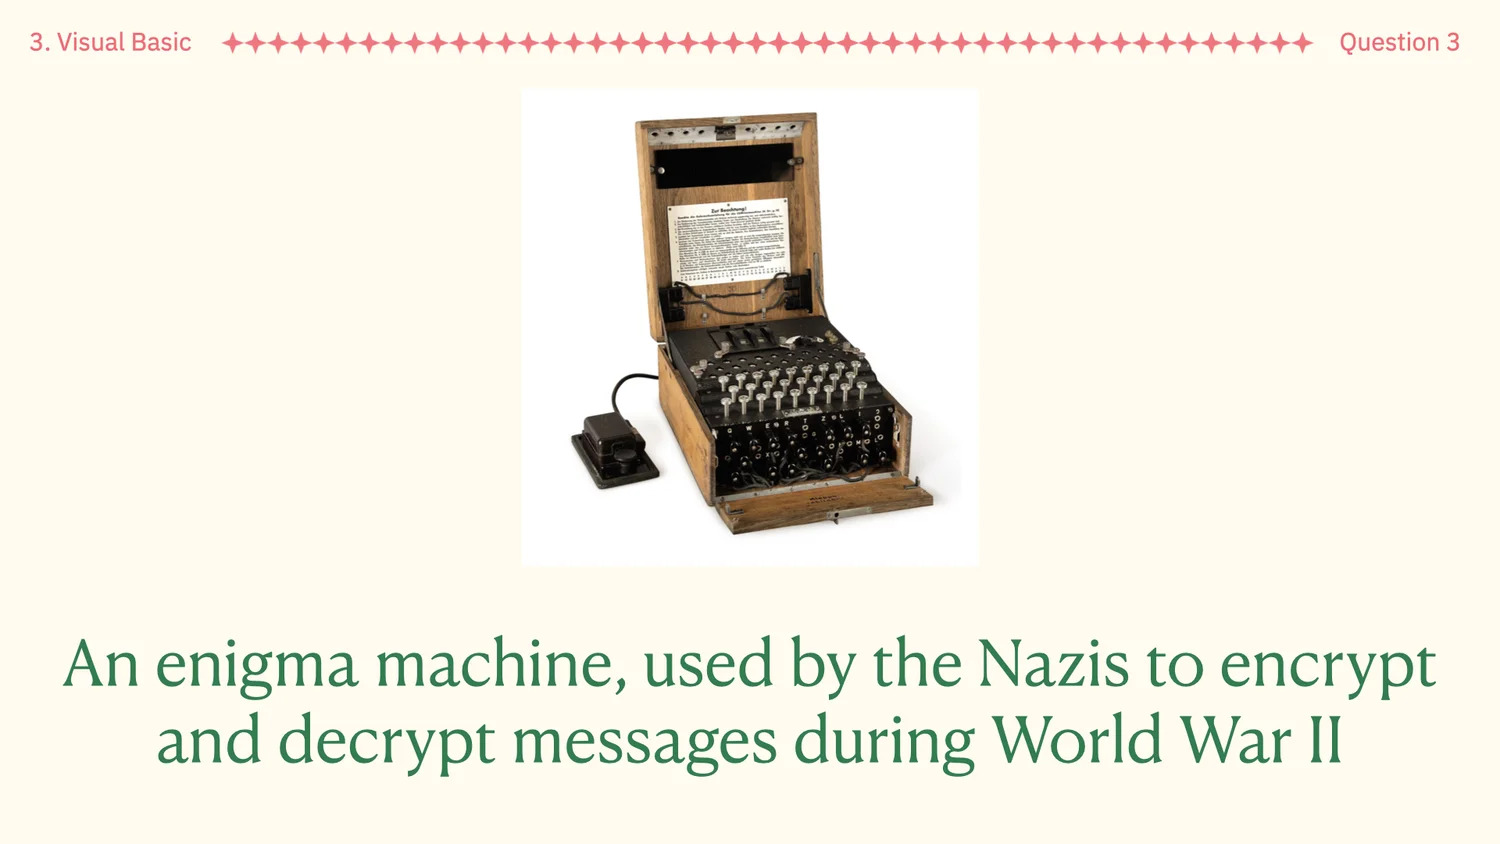 3. Visual Basic
Question 3
Zur Beachtung!
An enigma machine, used by the Nazis to encrypt
and decrypt messages during World War II